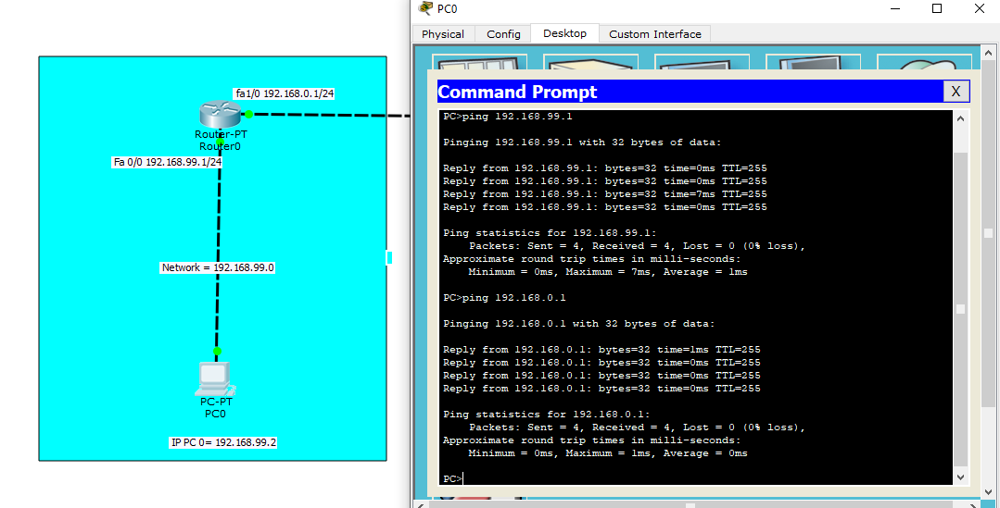 PC0
Physical Config Desktop Custom Interface
Command Prompt X
fa1/0 192.168.0.1/24
Router-PT
Router0
Fa 0/0 192.168.99.1/24
Network = 192.168.99.0
PC-PT
PC0
IP PC 0= 192.168.99.2
PC>ping 192.168.99.1
Pinging 192.168.99.1 with 32 bytes of data:
Reply from 192.168.99.1: bytes=32 time=0ms TTL=255
Reply from 192.168.99.1: bytes=32 time=0ms TTL=255
Reply from 192.168.99.1: bytes=32 time=7ms TTL=255
Reply from 192.168.99.1: bytes=32 time=0ms TTL=255
Ping statistics for 192.168.99.1:
Packets: Sent = 4, Received = 4, Lost = 0 (0% loss),
Approximate round trip times in milli-seconds:
Minimum = 0ms, Maximum = 7ms, Average = 1ms
PC>ping 192.168.0.1
Pinging 192.168.0.1 with 32 bytes of data:
Reply from 192.168.0.1: bytes=32 time=1ms TTL=255
Reply from 192.168.0.1: bytes=32 time=0ms TTL=255
Reply from 192.168.0.1: bytes=32 time=0ms TTL=255
Reply from 192.168.0.1: bytes=32 time=0ms TTL=255
Ping statistics for 192.168.0.1:
Packets: Sent = 4, Received = 4, Lost = 0 (0% loss),
Approximate round trip times in milli-seconds:
Minimum = 0ms, Maximum = 1ms, Average = 0ms
PC>